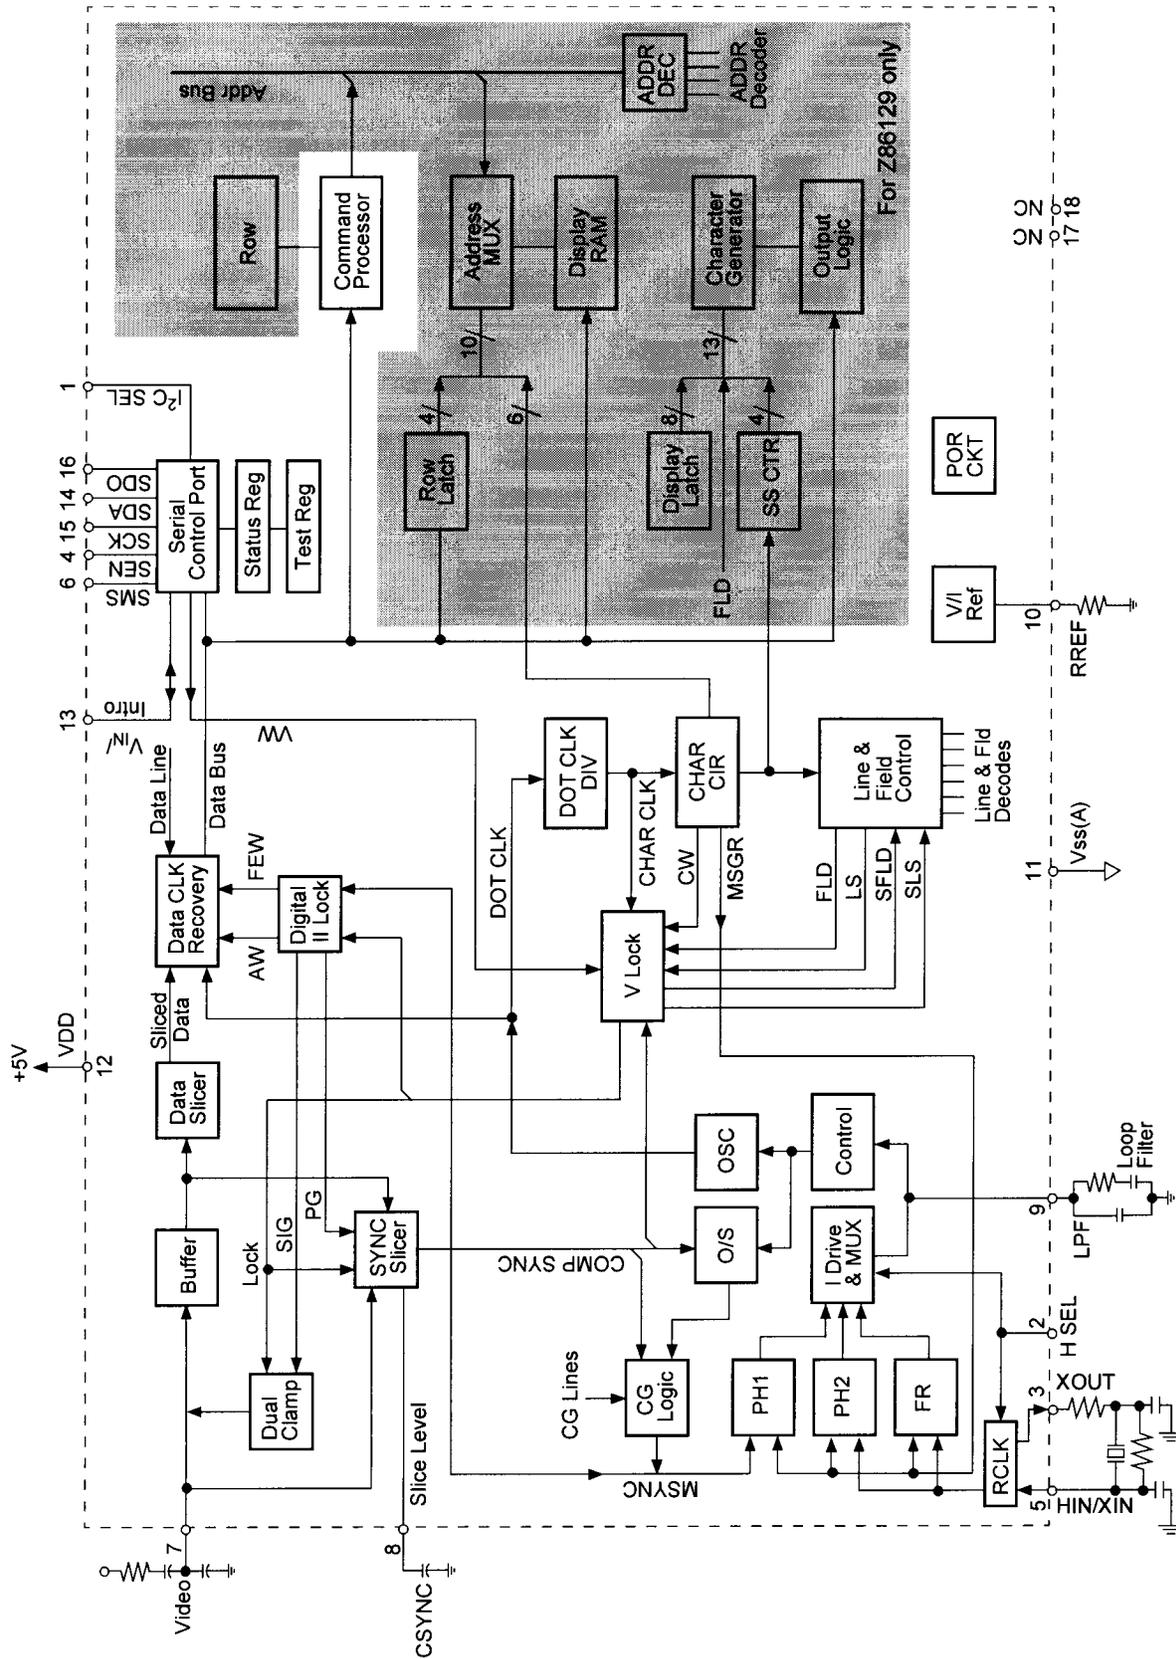 Video
7
CSYNC
8
Slice Level
Dual
Clamp
Buffer
Lock
SIG
PG
SYNC
Slicer
Data
Slicer
Sliced
Data
+5V
VDD
12
Data CLK
Recovery
AW
FEW
Digital
II Lock
Data Line
Data Bus
VIN/
Intro
13
VW
6
4
15
14
16
1
SMS
SEN
SCK
SDA
SDO
I²C SEL
Serial
Control Port
Status Reg
Test Reg
Row
Command
Processor
Addr Bus
ADDR
DEC
ADDR
Decoder
For Z86129 only
Row
Latch
4
6
10
Address
MUX
Display
RAM
Display
Latch
8
SS CTR
4
FLD
13
Character
Generator
Output
Logic
DOT CLK
DOT CLK
DIV
CHAR CLK
CHAR
CIR
CW
MSGR
V Lock
FLD
LS
SFLD
SLS
Line &
Field
Control
Line & Fld
Decodes
COMP SYNC
CG Lines
CG
Logic
MSYNC
O/S
OSC
Control
I Drive
& MUX
PH1
PH2
FR
RCLK
5
HIN/XIN
3
XOUT
2
H SEL
9
LPF
Loop
Filter
11
Vss(A)
V/I
Ref
10
RREF
POR
CKT
NC
NC
17
18